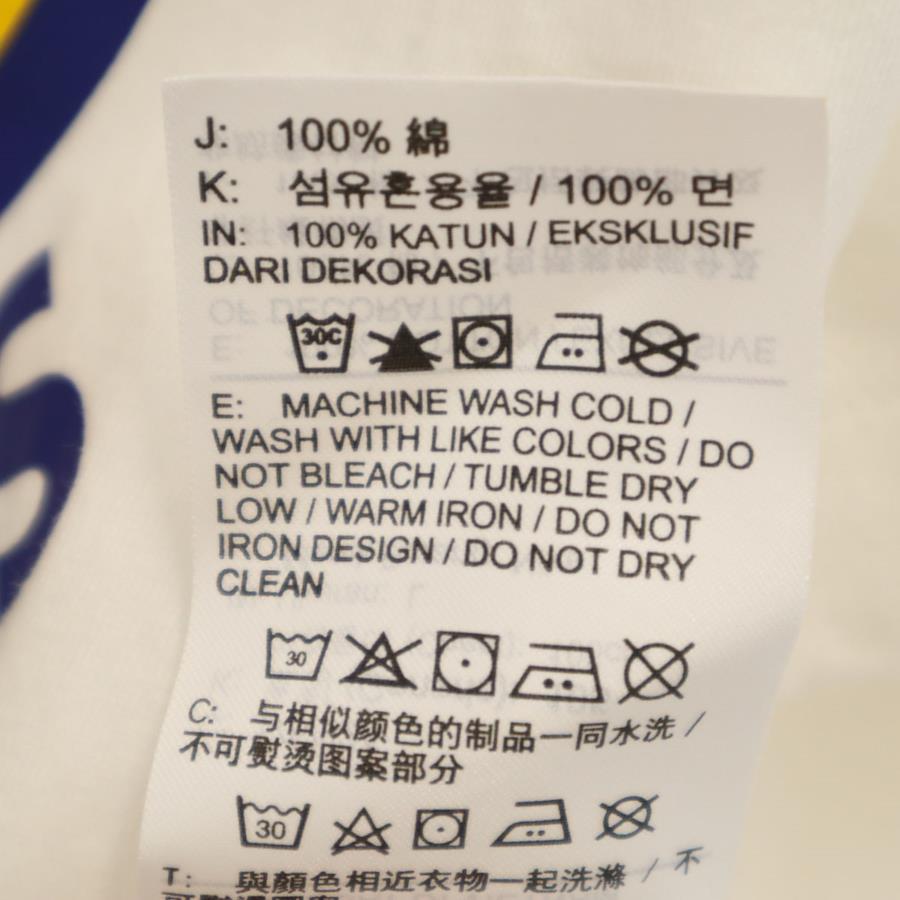 J: 100% 綿
K: 섬유혼용율 / 100% 면
IN: 100% KATUN / EKSKLUSIF
DARI DEKORASI
30C
E: MACHINE WASH COLD /
WASH WITH LIKE COLORS / DO
NOT BLEACH / TUMBLE DRY
LOW / WARM IRON / DO NOT
IRON DESIGN / DO NOT DRY
CLEAN
30
C: 与相似颜色的制品一同水洗 /
不可熨烫图案部分
30
T: 與顏色相近衣物一起洗滌 / 不